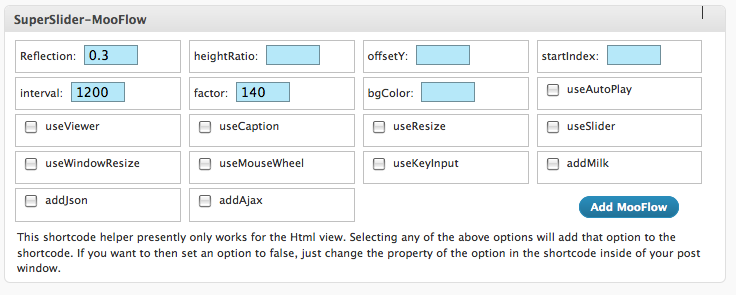 SuperSlider-MooFlow
Reflection: 0.3 heightRatio: offsetY: startIndex:
interval: 1200 factor: 140 bgColor: useAutoPlay
useViewer useCaption useResize useSlider
useWindowResize useMouseWheel useKeyInput addMilk
addJson addAjax Add MooFlow
This shortcode helper presently only works for the Html view. Selecting any of the above options will add that option to the
shortcode. If you want to then set an option to false, just change the property of the option in the shortcode inside of your post
window.